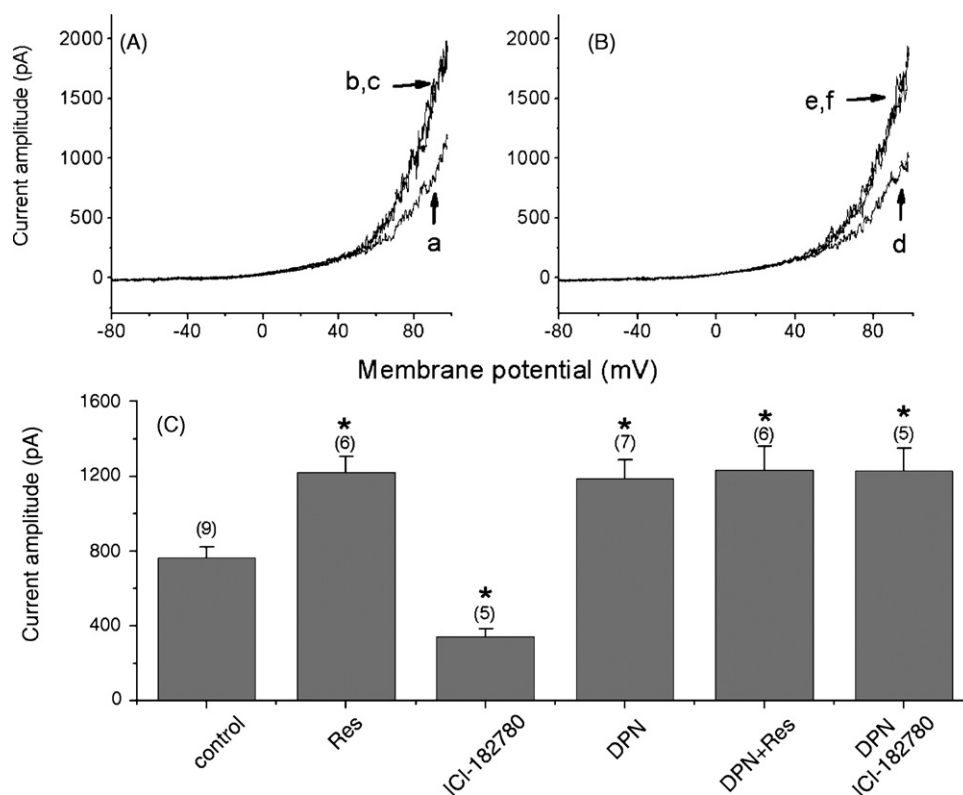 (A)
Current amplitude (pA)
2000
1500
1000
500
0
b,c
a
-80
-40
0
40
80
(B)
2000
1500
1000
500
0
e,f
d
-80
-40
0
40
80
Membrane potential (mV)
(C)
Current amplitude (pA)
1600
1200
800
400
0
(9)
*
(6)
*
(5)
*
(7)
*
(6)
*
(5)
control
Res
ICI-182780
DPN
DPN+Res
DPN
ICI-182780